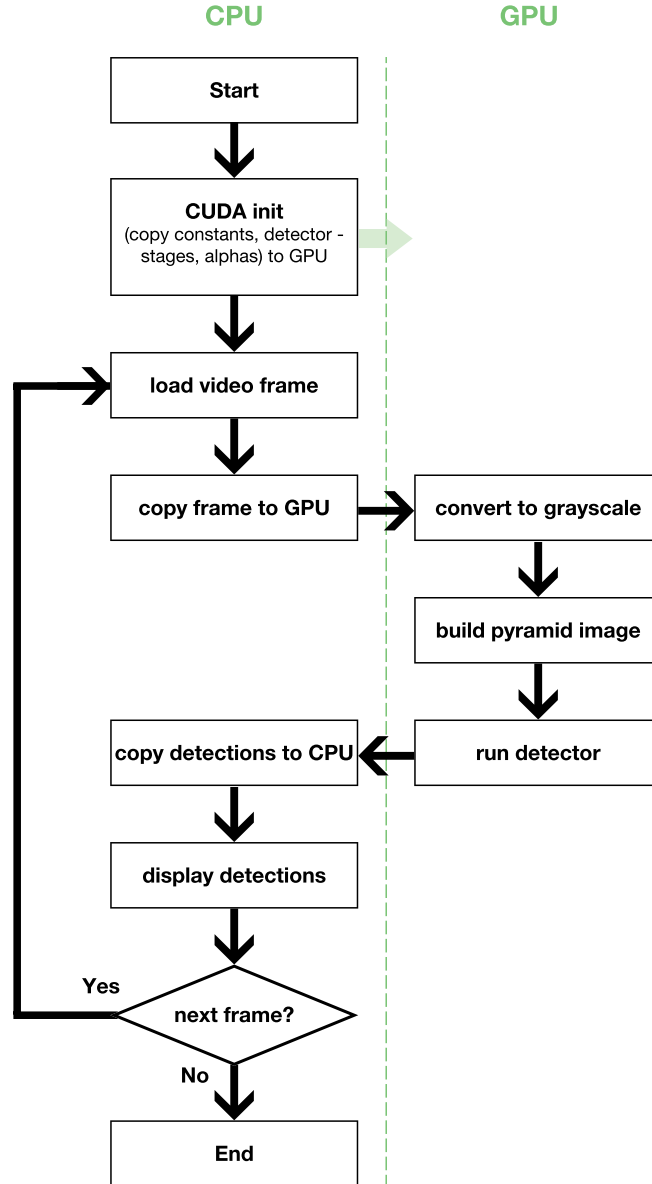 CPU
GPU
Start
CUDA init
(copy constants, detector -
stages, alphas) to GPU
load video frame
copy frame to GPU
convert to grayscale
build pyramid image
run detector
copy detections to CPU
display detections
Yes
next frame?
No
End